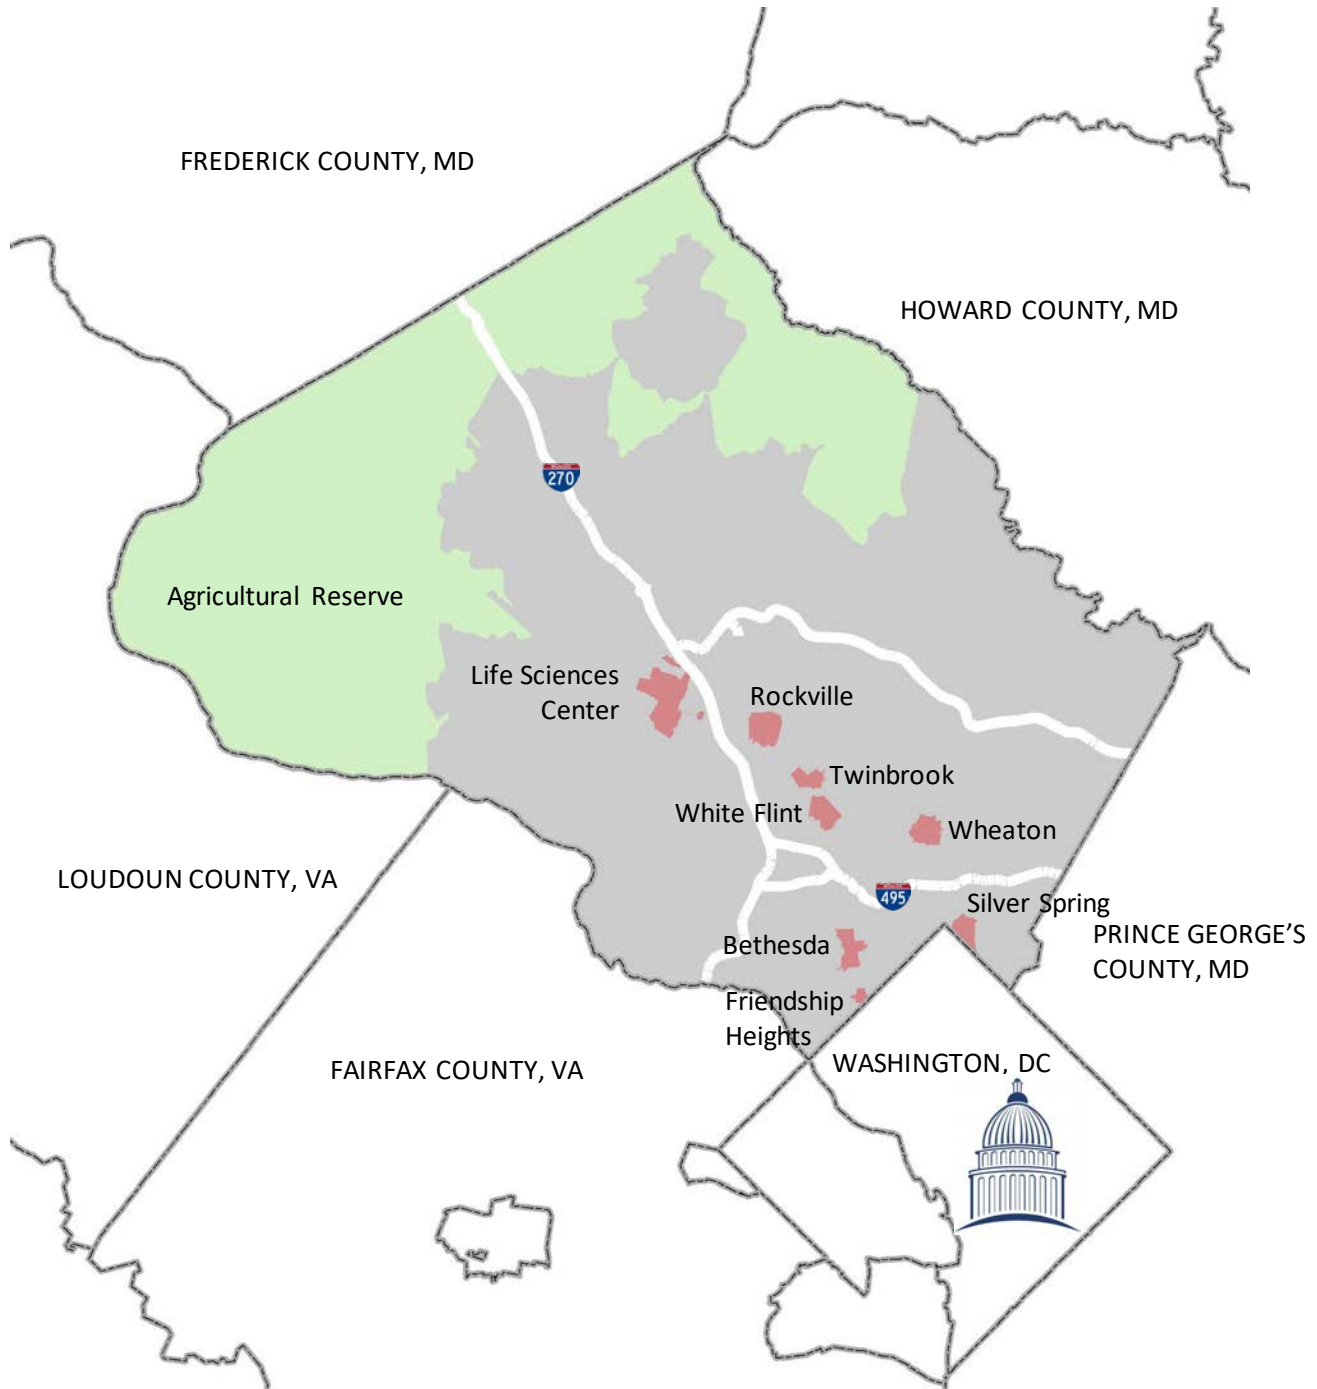 FREDERICK COUNTY, MD
HOWARD COUNTY, MD
270
Agricultural Reserve
Life Sciences
Center
Rockville
Twinbrook
White Flint
Wheaton
LOUDOUN COUNTY, VA
495
Silver Spring
PRINCE GEORGE’S
COUNTY, MD
Bethesda
Friendship
Heights
FAIRFAX COUNTY, VA
WASHINGTON, DC